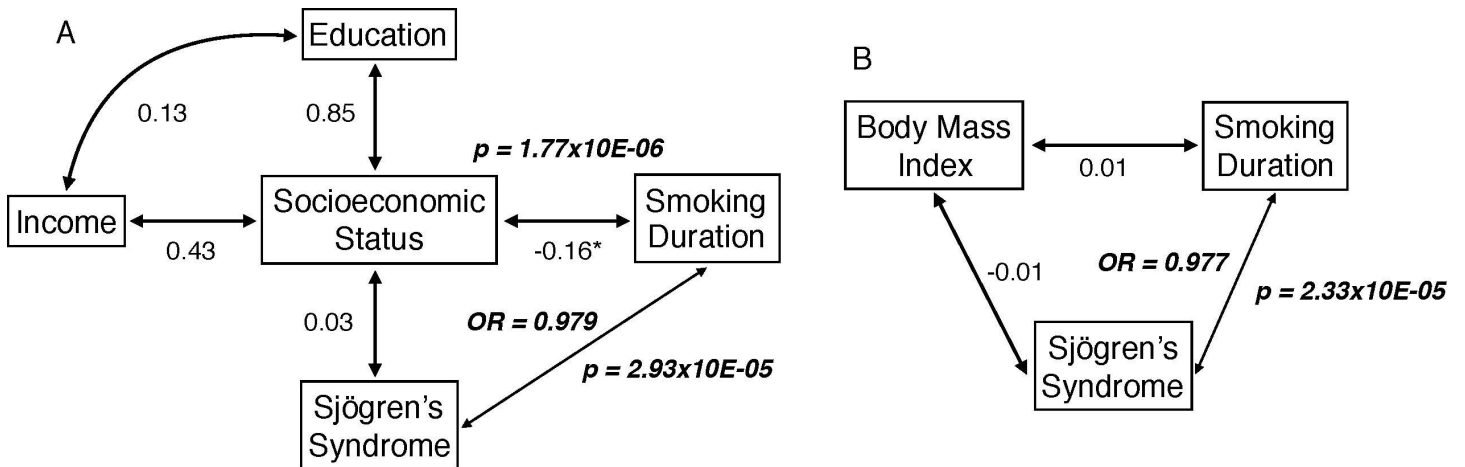 A
Education
0.13
0.85
p = 1.77x10E-06
Income
0.43
Socioeconomic
Status
-0.16*
Smoking
Duration
0.03
OR = 0.979
p = 2.93x10E-05
Sjögren’s
Syndrome
B
Body Mass
Index
0.01
Smoking
Duration
-0.01
OR = 0.977
p = 2.33x10E-05
Sjögren’s
Syndrome